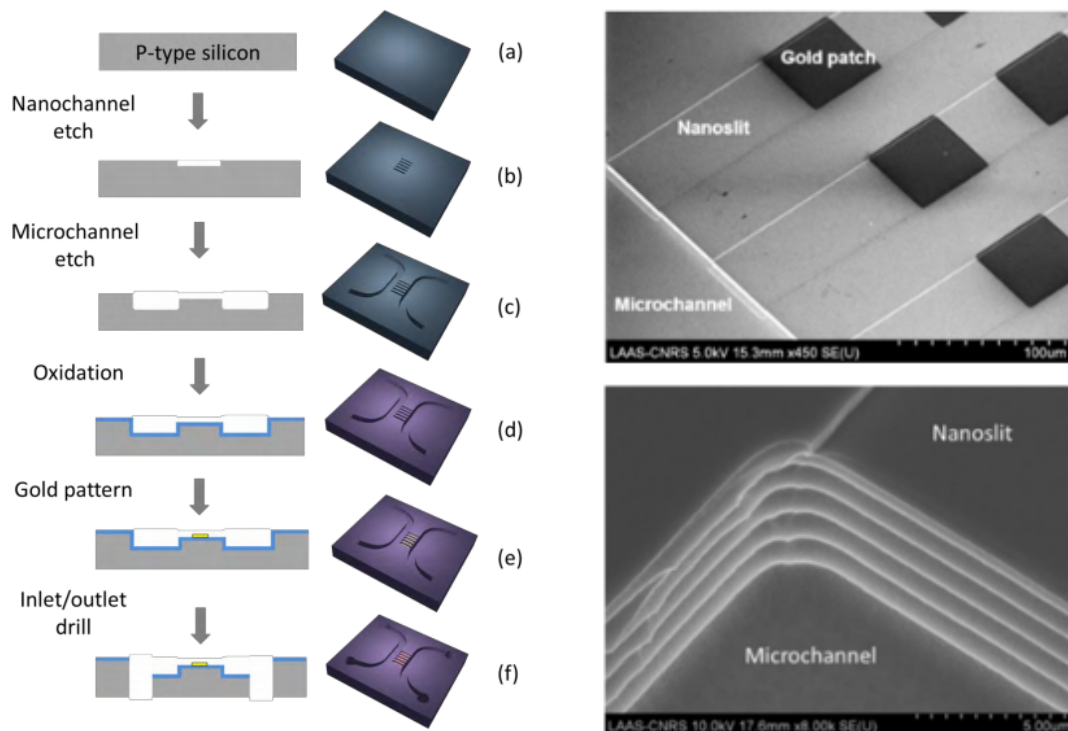 P-type silicon
(a)
Nanochannel
etch
(b)
Microchannel
etch
(c)
Oxidation
(d)
Gold pattern
(e)
Inlet/outlet
drill
(f)
Gold patch
Nanoslit
Microchannel
LAAS-CNRS 5.0kV 15.3mm x450 SE(U)
100um
Nanoslit
Microchannel
LAAS-CNRS 10.0kV 17.6mm x8.00k SE(U)
5.00um